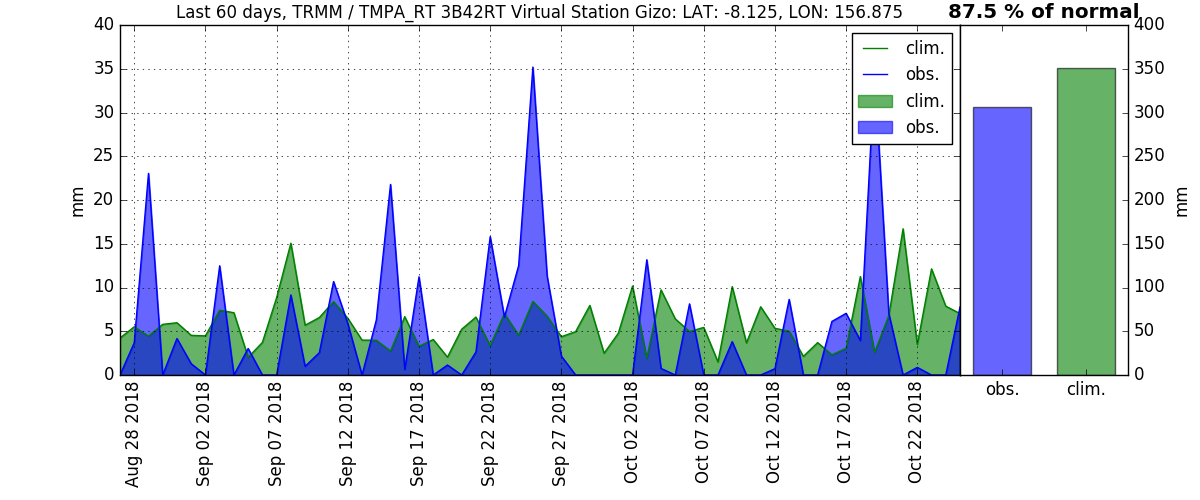 Last 60 days, TRMM / TMPA_RT 3B42RT Virtual Station Gizo: LAT: -8.125, LON: 156.875
87.5 % of normal
40
35
30
25
20
15
10
5
0
mm
clim.
obs.
clim.
obs.
Aug 28 2018
Sep 02 2018
Sep 07 2018
Sep 12 2018
Sep 17 2018
Sep 22 2018
Sep 27 2018
Oct 02 2018
Oct 07 2018
Oct 12 2018
Oct 17 2018
Oct 22 2018
400
350
300
250
200
150
100
50
0
mm
obs.
clim.